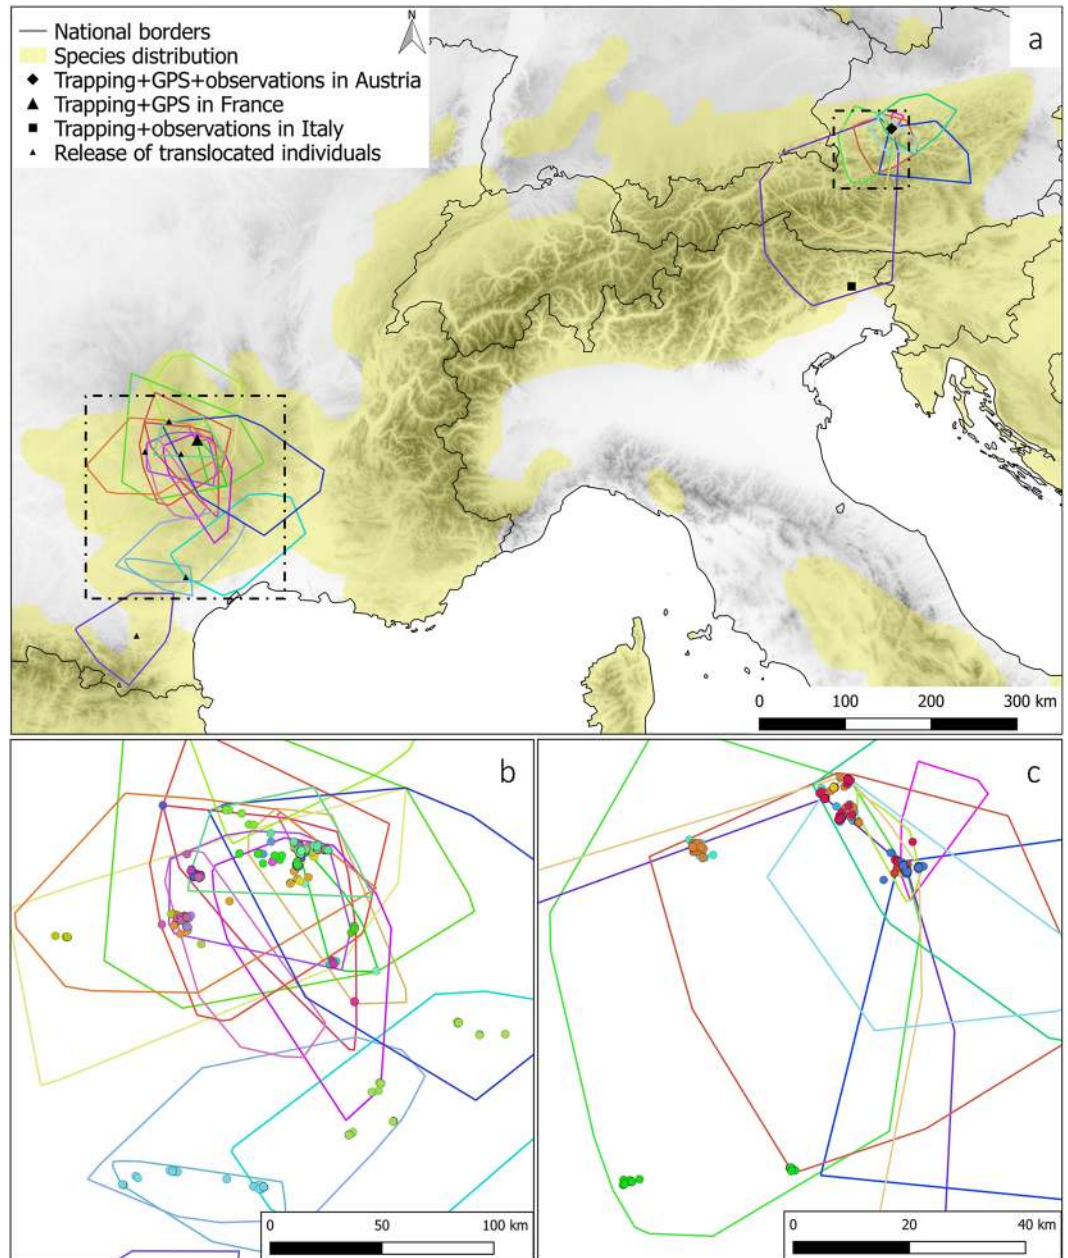 National borders
Species distribution
Trapping+GPS+observations in Austria
Trapping+GPS in France
Trapping+observations in Italy
Release of translocated individuals
N
a
0 100 200 300 km
b
0 50 100 km
c
0 20 40 km